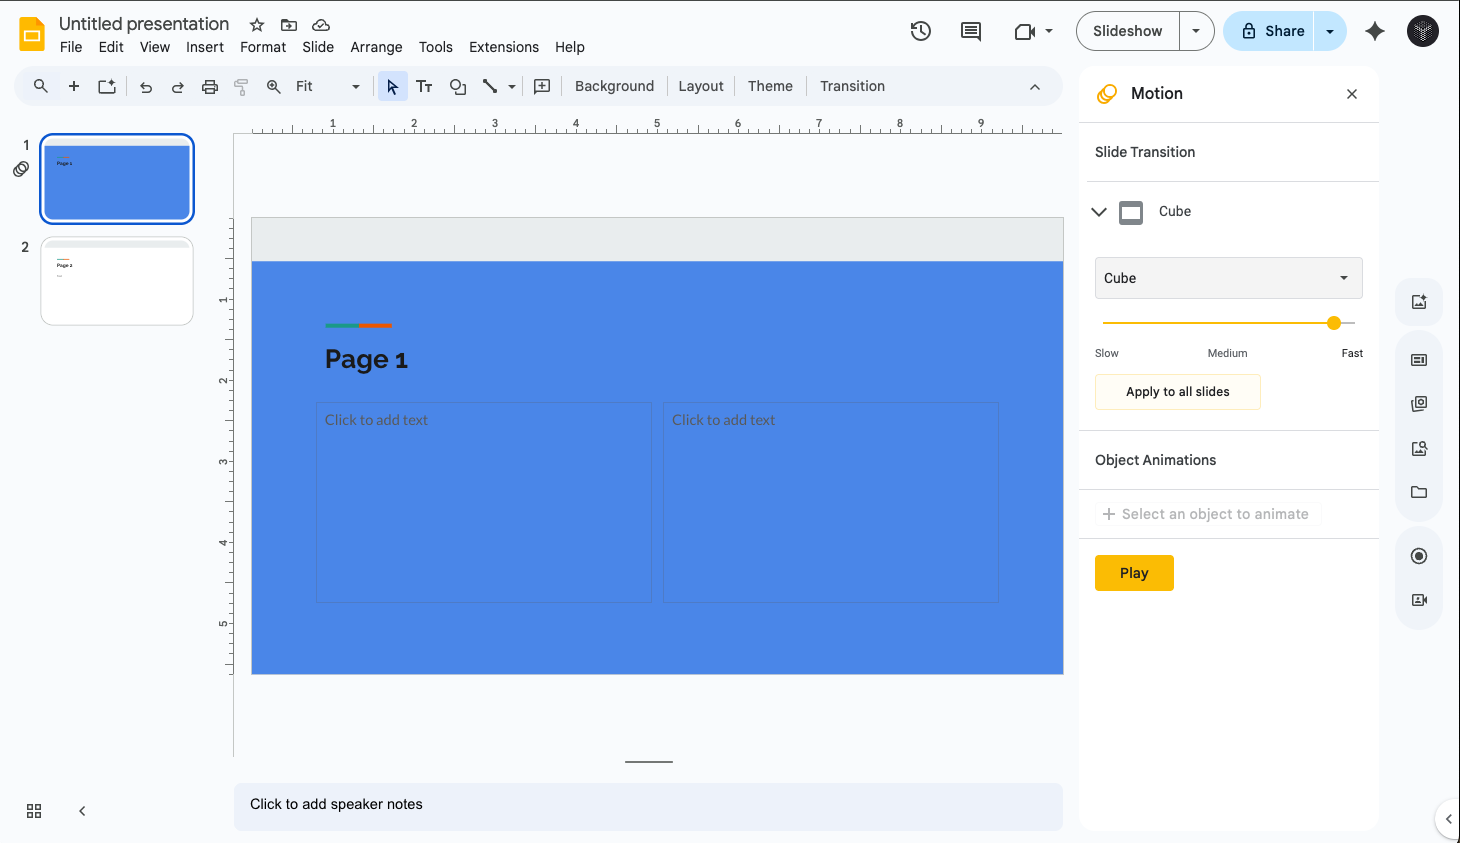 Untitled presentation
File Edit View Insert Format Slide Arrange Tools Extensions Help
Slideshow
Share
Fit
Background
Layout
Theme
Transition
Motion
Slide Transition
Cube
Cube
Slow Medium Fast
Apply to all slides
Object Animations
Select an object to animate
Play
1
Page 1
2
Page 2
1 2 3 4 5 6 7 8 9
1
2
3
4
5
Page 1
Click to add text
Click to add text
Click to add speaker notes